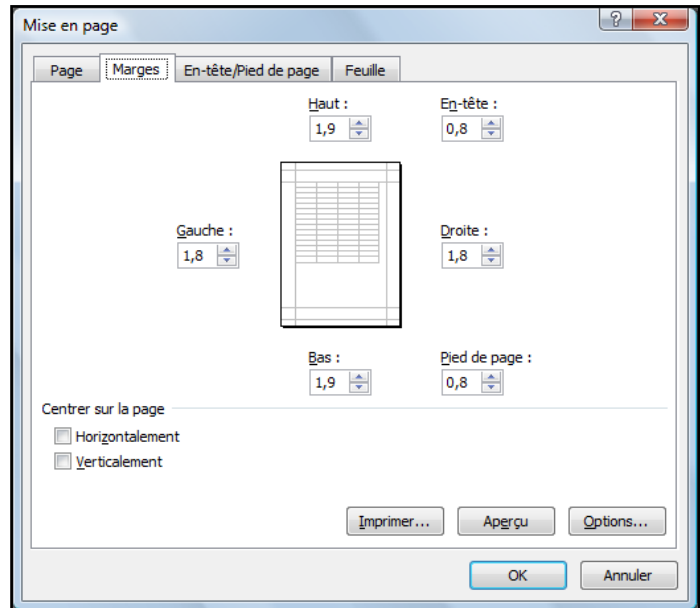 Mise en page
Page Marges En-tête/Pied de page Feuille
Haut : En-tête :
1,9 0,8
Gauche : Droite :
1,8 1,8
Bas : Pied de page :
1,9 0,8
Centrer sur la page
Horizontalement
Verticalement
Imprimer... Aperçu Options...
OK Annuler